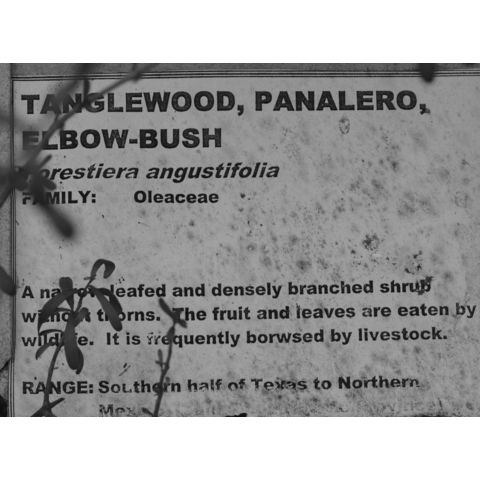 TANGLEWOOD, PANALERO,
ELBOW-BUSH
Forestiera angustifolia
FAMILY: Oleaceae
A narrow leafed and densely branched shrub
without thorns. The fruit and leaves are eaten by
wildlife. It is frequently borwsed by livestock.
RANGE: Southern half of Texas to Northern